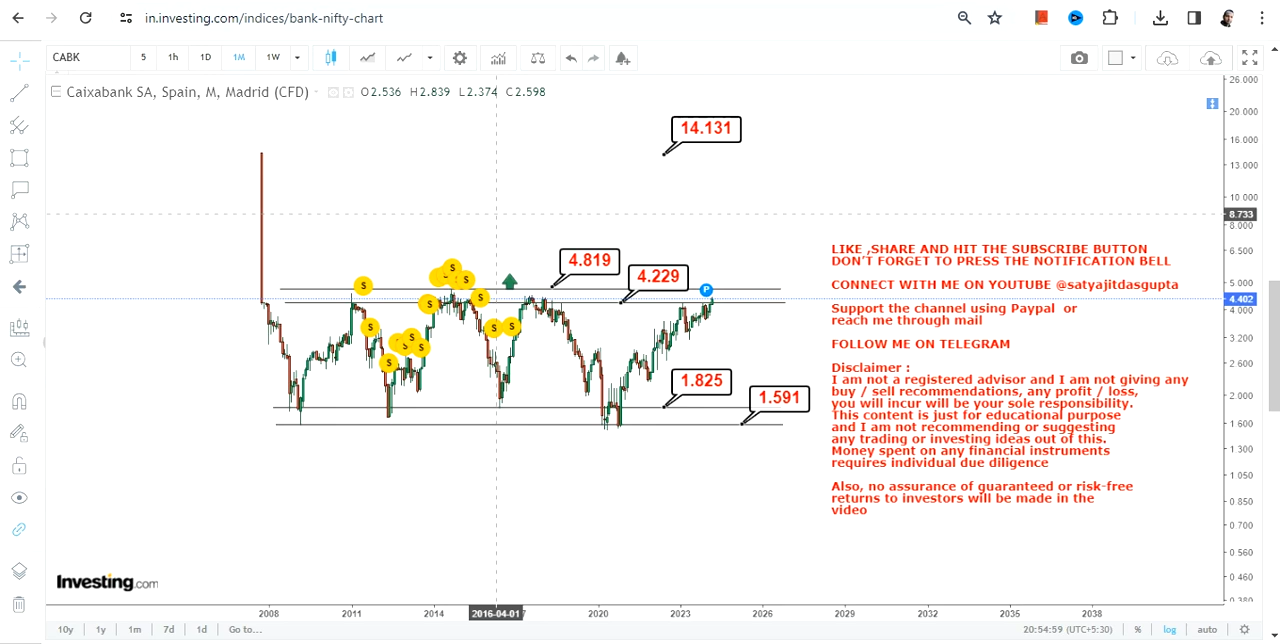 in.investing.com/indices/bank-nifty-chart
CABK 5 1h 1D 1M 1W
Caixabank SA, Spain, M, Madrid (CFD) O2.536 H2.839 L2.374 C2.598
14.131
4.819
4.229
1.825
1.591
S S S S S S S S S S S S S S
P
LIKE ,SHARE AND HIT THE SUBSCRIBE BUTTON
DON'T FORGET TO PRESS THE NOTIFICATION BELL
CONNECT WITH ME ON YOUTUBE @satyajitdasgupta
Support the channel using Paypal or
reach me through mail
FOLLOW ME ON TELEGRAM
Disclaimer :
I am not a registered advisor and I am not giving any
buy / sell recommendations, any profit / loss,
you will incur will be your sole responsibility.
This content is just for educational purpose
and I am not recommending or suggesting
any trading or investing ideas out of this.
Money spent on any financial instruments
requires individual due diligence
Also, no assurance of guaranteed or risk-free
returns to investors will be made in the
video
26.000
20.000
16.000
13.000
10.000
8.733
8.000
6.500
5.000
4.402
4.000
3.200
2.600
2.000
1.600
1.300
1.050
0.850
0.700
0.560
0.460
Investing.com
2008 2011 2014 2016-04-01 2020 2023 2026 2029 2032 2035 2038
10y 1y 1m 7d 1d Go to... 20:54:59 (UTC+5:30) % log auto